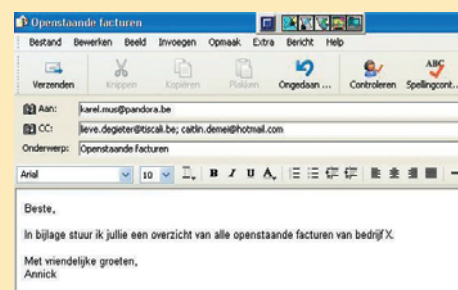 Openstaande facturen
Bestand Bewerken Beeld Invoegen Opmaak Extra Bericht Help
Verzenden Knippen Kopiëren Plakken Ongedaan ... Controleren Spellingcont...
Aan: karel.mus@pandora.be
CC: lieve.degieter@tiscali.be; caitlin.demei@hotmail.com
Onderwerp: Openstaande facturen
Arial 10 B I U A
Beste,
In bijlage stuur ik jullie een overzicht van alle openstaande facturen van bedrijf X.
Met vriendelijke groeten,
Annick